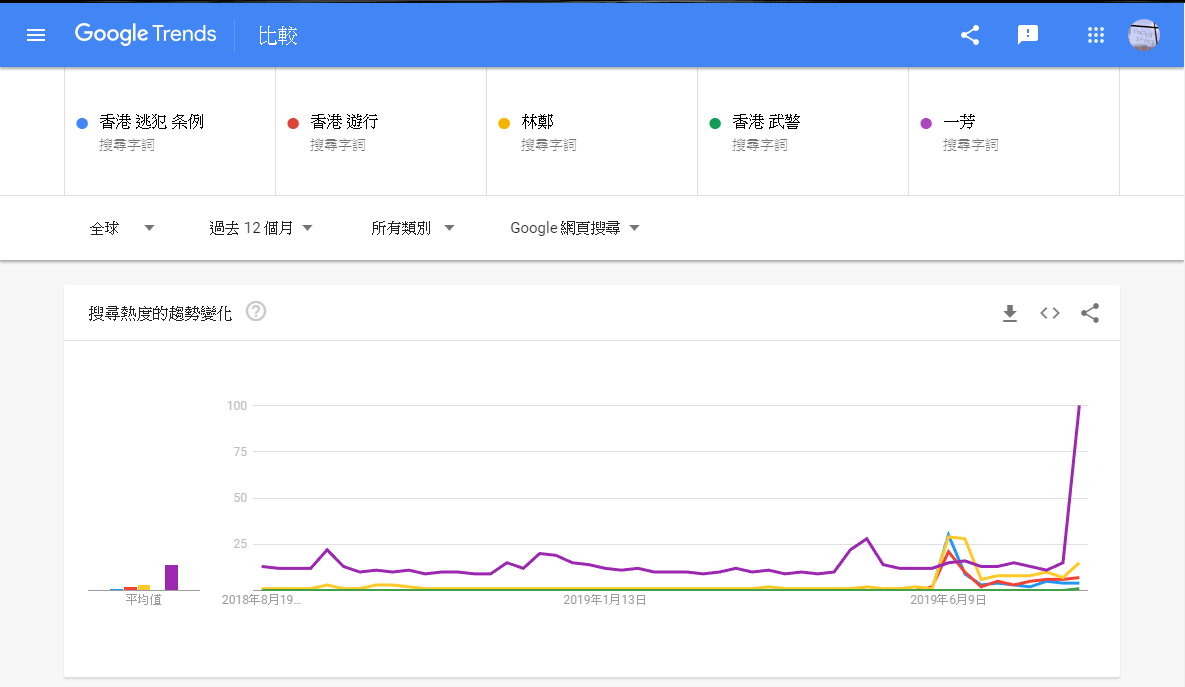 Google Trends
比較
香港 逃犯 条例
搜尋字詞
香港 遊行
搜尋字詞
林鄭
搜尋字詞
香港 武警
搜尋字詞
一芳
搜尋字詞
全球
過去 12 個月
所有類別
Google 網頁搜尋
搜尋熱度的趨勢變化
?
100
75
50
25
平均值
2018年8月19...
2019年1月13日
2019年6月9日